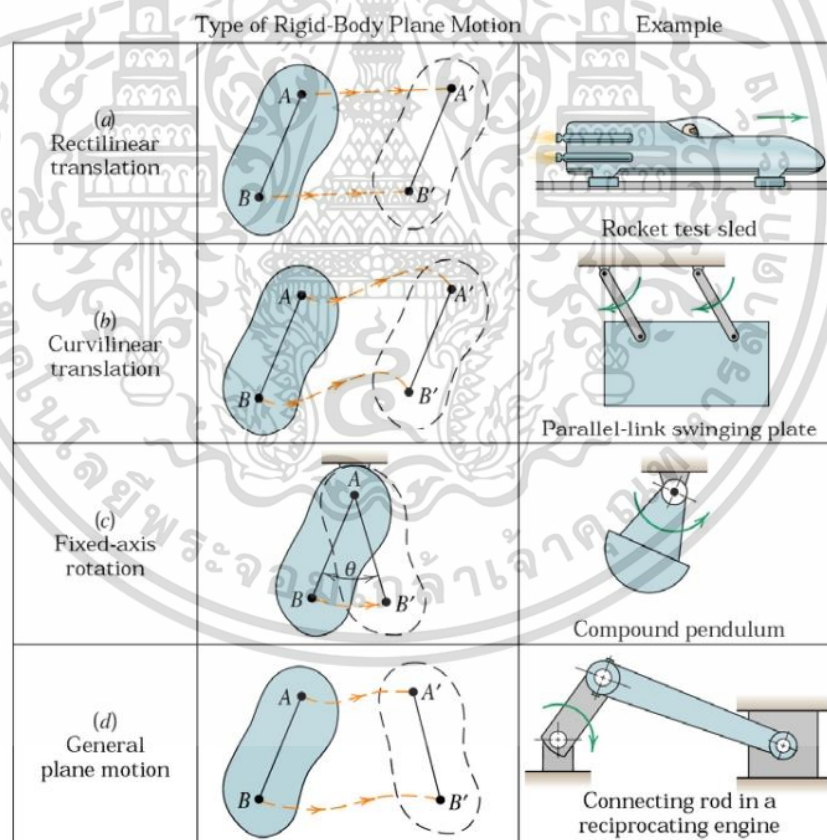 Type of Rigid-Body Plane Motion
Example
(a)
Rectilinear
translation
A
A′
B
B′
Rocket test sled
(b)
Curvilinear
translation
A
A′
B
B′
Parallel-link swinging plate
(c)
Fixed-axis
rotation
A
θ
B
B′
Compound pendulum
(d)
General
plane motion
A
A′
B
B′
Connecting rod in a
reciprocating engine